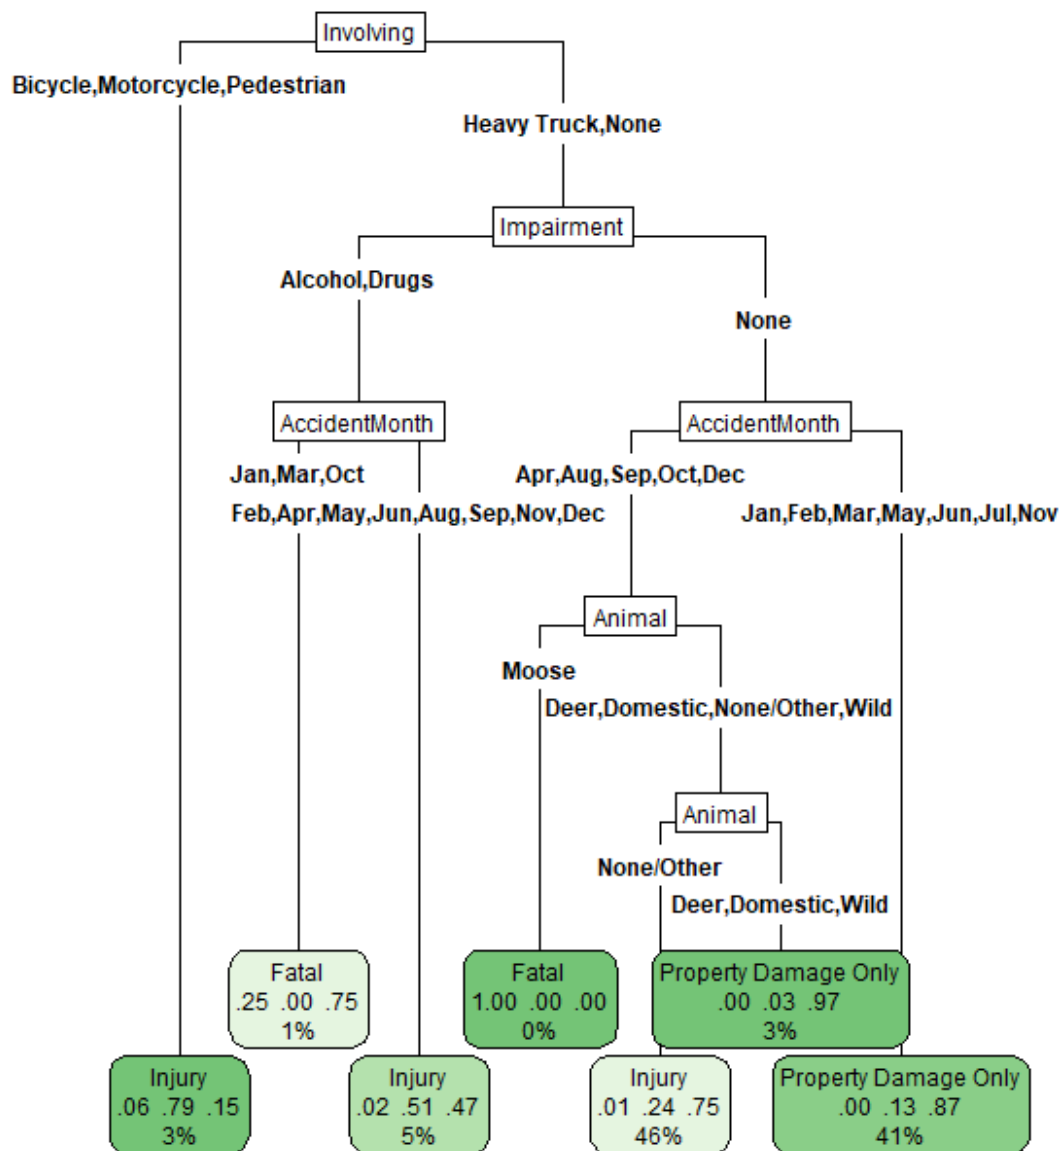 Involving
Bicycle,Motorcycle,Pedestrian
Heavy Truck,None
Impairment
Alcohol,Drugs
None
AccidentMonth
AccidentMonth
Jan,Mar,Oct
Apr,Aug,Sep,Oct,Dec
Feb,Apr,May,Jun,Aug,Sep,Nov,Dec
Jan,Feb,Mar,May,Jun,Jul,Nov
Animal
Moose
Deer,Domestic,None/Other,Wild
Animal
None/Other
Deer,Domestic,Wild
Fatal
.25 .00 .75
1%
Fatal
1.00 .00 .00
0%
Property Damage Only
.00 .03 .97
3%
Injury
.06 .79 .15
3%
Injury
.02 .51 .47
5%
Injury
.01 .24 .75
46%
Property Damage Only
.00 .13 .87
41%